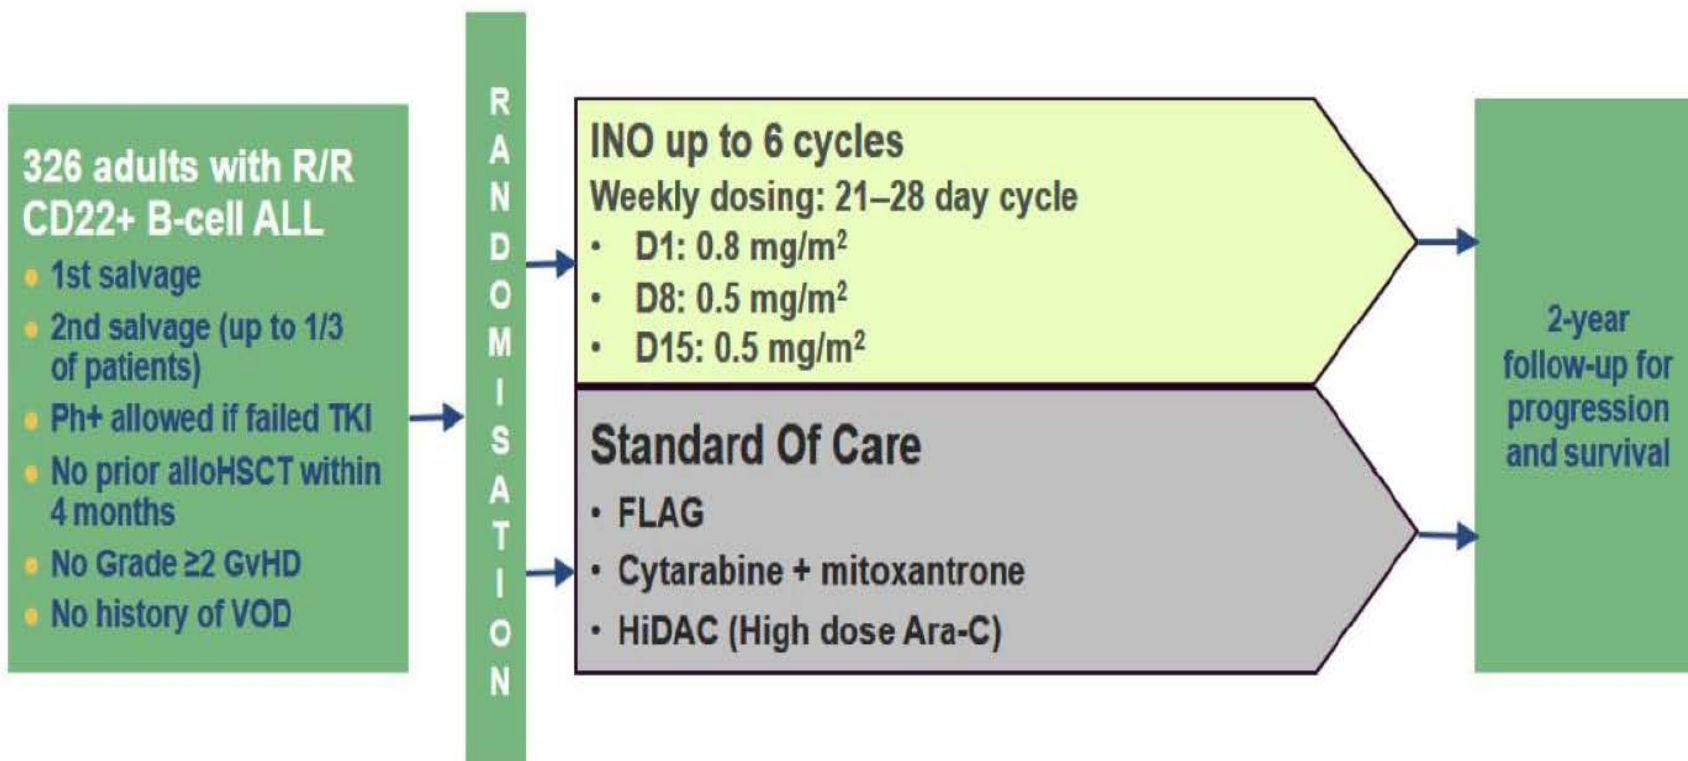 326 adults with R/R
CD22+ B-cell ALL
• 1st salvage
• 2nd salvage (up to 1/3
of patients)
• Ph+ allowed if failed TKI
• No prior alloHSCT within
4 months
• No Grade ≥2 GvHD
• No history of VOD
RANDOMISATION
INO up to 6 cycles
Weekly dosing: 21–28 day cycle
• D1: 0.8 mg/m²
• D8: 0.5 mg/m²
• D15: 0.5 mg/m²
Standard Of Care
• FLAG
• Cytarabine + mitoxantrone
• HiDAC (High dose Ara-C)
2-year
follow-up for
progression
and survival